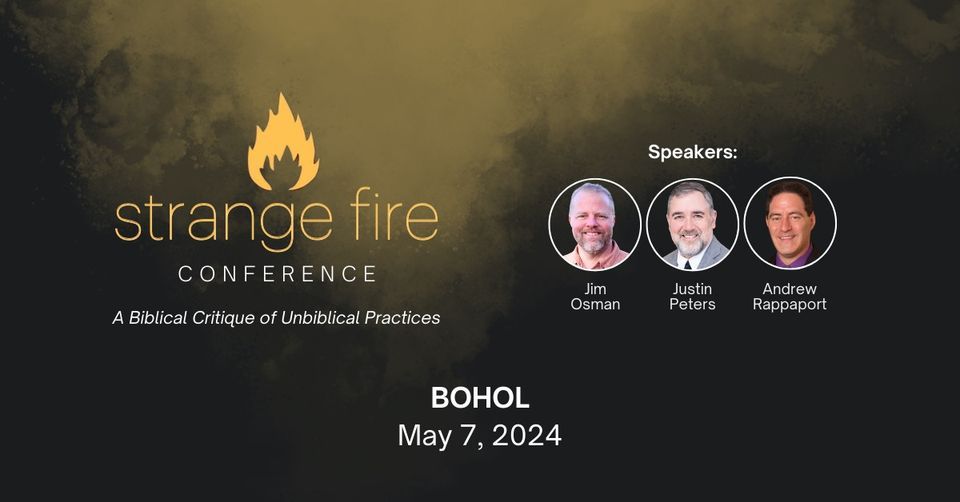 strange fire
CONFERENCE
A Biblical Critique of Unbiblical Practices
Speakers:
Jim
Osman
Justin
Peters
Andrew
Rappaport
BOHOL
May 7, 2024